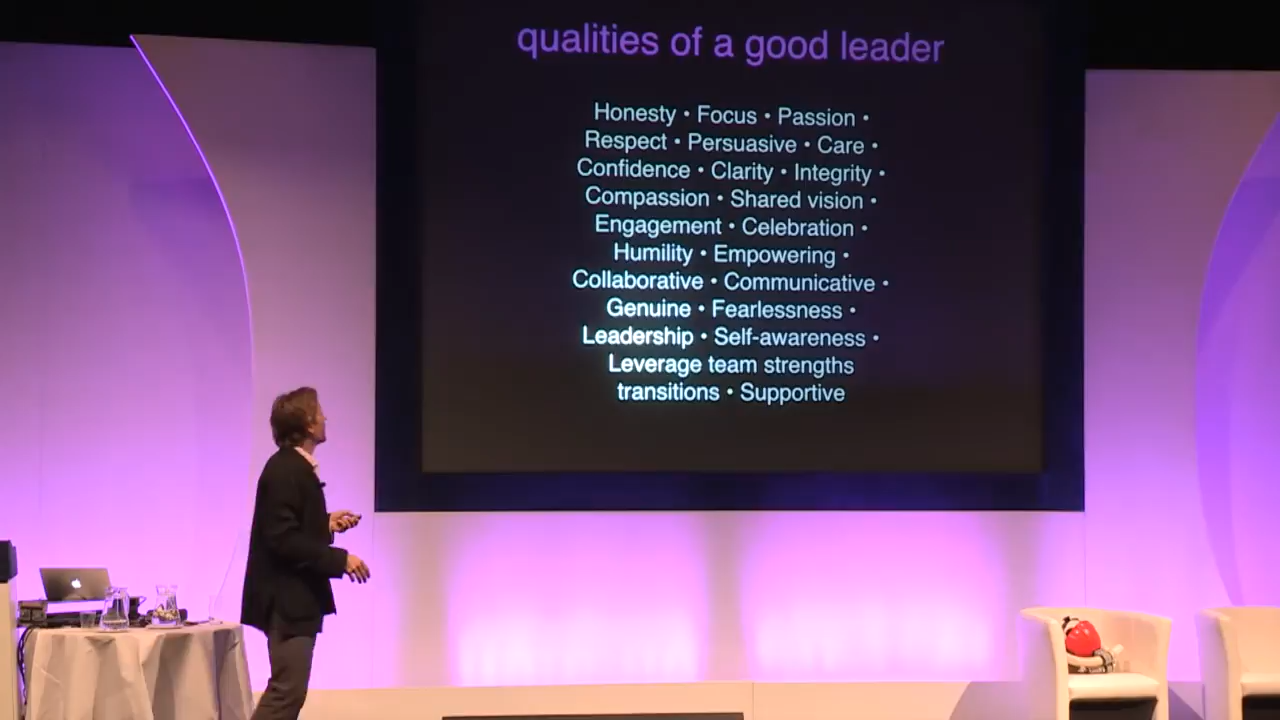 qualities of a good leader
Honesty • Focus • Passion •
Respect • Persuasive • Care •
Confidence • Clarity • Integrity •
Compassion • Shared vision •
Engagement • Celebration •
Humility • Empowering •
Collaborative • Communicative •
Genuine • Fearlessness •
Leadership • Self-awareness •
Leverage team strengths
transitions • Supportive